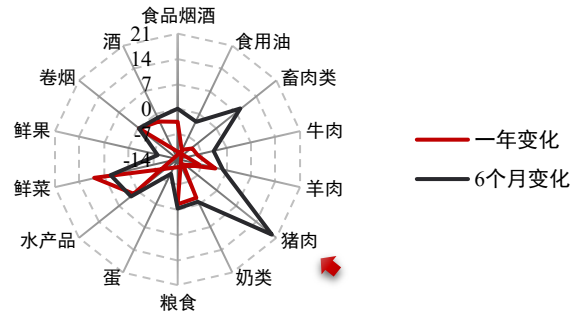 食品烟酒
食用油
畜肉类
牛肉
羊肉
猪肉
奶类
粮食
蛋
水产品
鲜菜
鲜果
卷烟
酒
21
14
7
0
-7
-14
一年变化
6个月变化